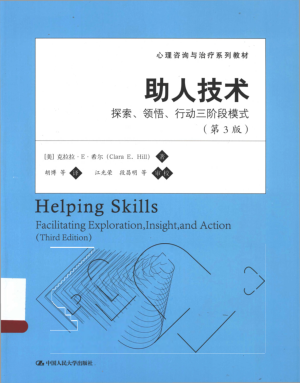 心理咨询与治疗系列教材
助人技术
探索、领悟、行动三阶段模式
（第3版）
[美] 克拉拉·E·希尔（Clara E. Hill） 著
胡博 等 译 江光荣 段昌明 等 审校
Helping Skills
Facilitating Exploration,Insight,and Action
(Third Edition)
中国人民大学出版社